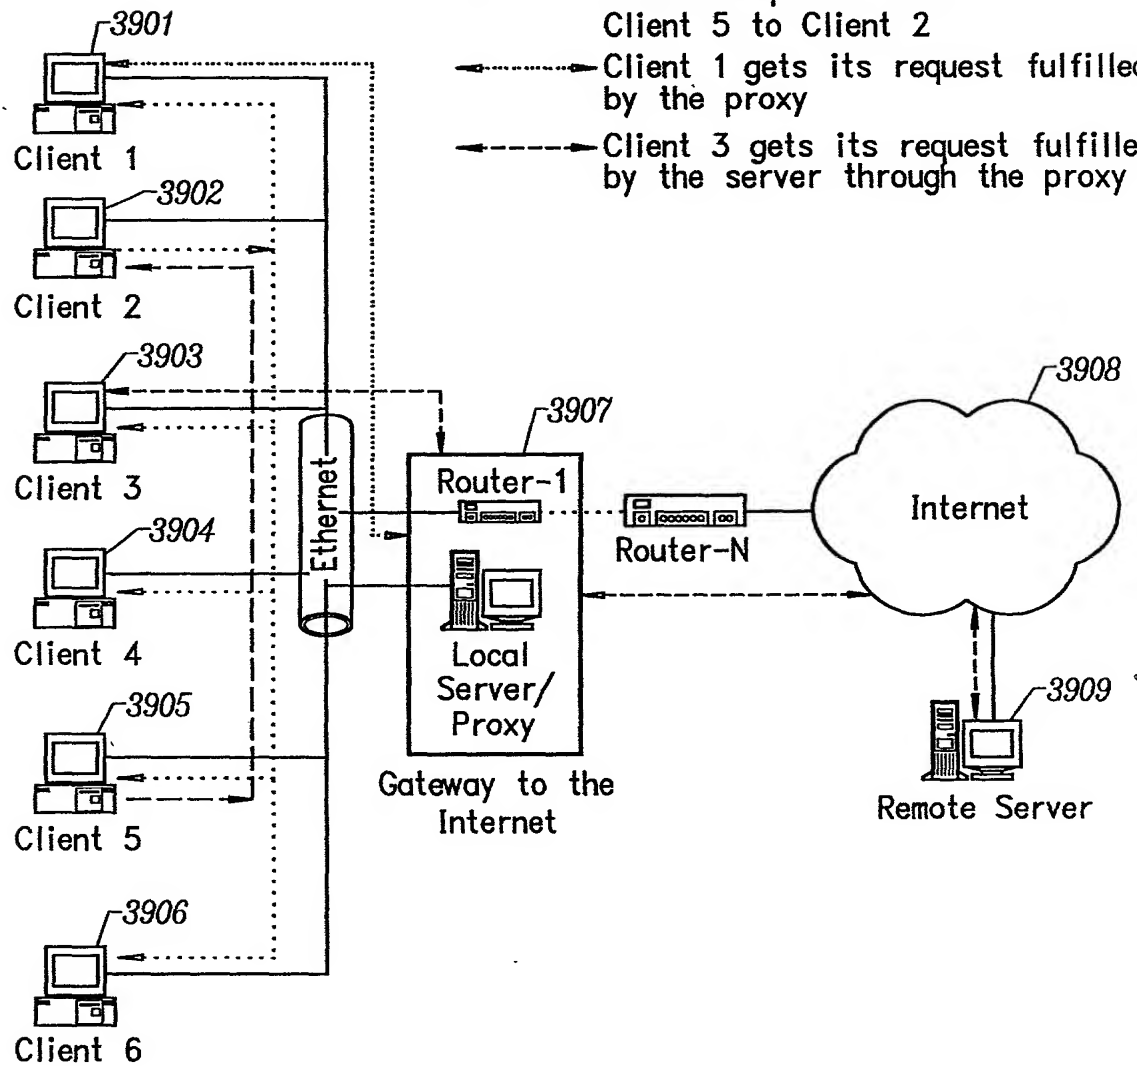 Client 5 to Client 2
Client 1 gets its request fulfilled
by the proxy
Client 3 gets its request fulfille
by the server through the proxy
3901
Client 1
3902
Client 2
3903
Client 3
3904
Client 4
3905
Client 5
3906
Client 6
Ethernet
3907
Router-1
Local
Server/
Proxy
Gateway to the
Internet
Router-N
3908
Internet
3909
Remote Server